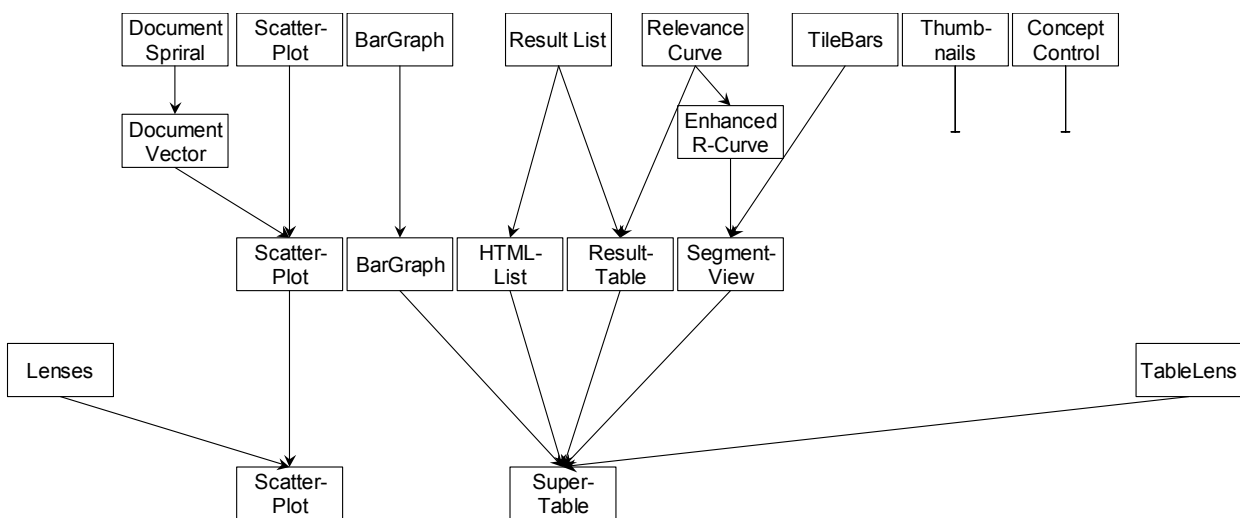 Document
Spriral
Scatter-
Plot
BarGraph
Result List
Relevance
Curve
TileBars
Thumb-
nails
Concept
Control
Document
Vector
Enhanced
R-Curve
Scatter-
Plot
BarGraph
HTML-
List
Result-
Table
Segment-
View
Lenses
TableLens
Scatter-
Plot
Super-
Table